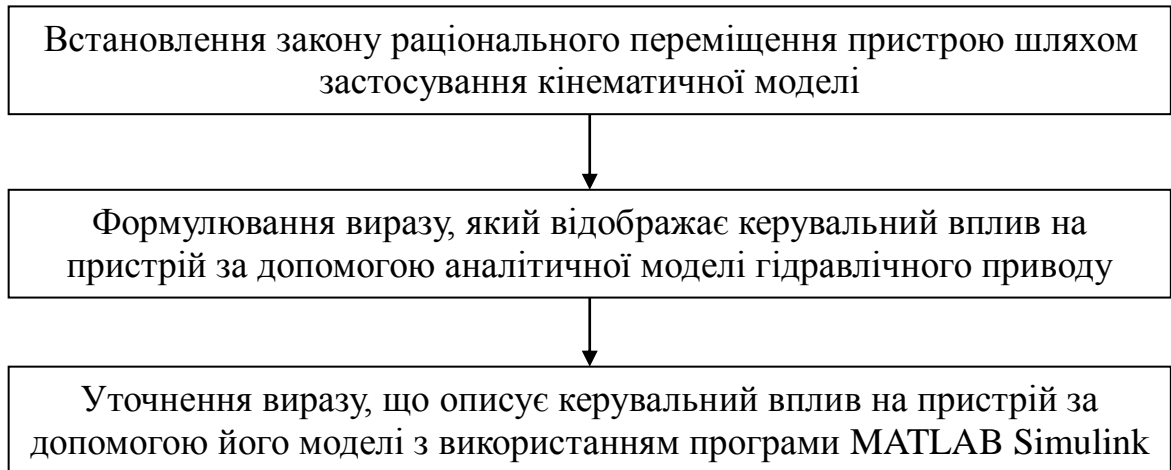 Встановлення закону раціонального переміщення пристрою шляхом
застосування кінематичної моделі
Формулювання виразу, який відображає керувальний вплив на
пристрій за допомогою аналітичної моделі гідравлічного приводу
Уточнення виразу, що описує керувальний вплив на пристрій за
допомогою його моделі з використанням програми MATLAB Simulink